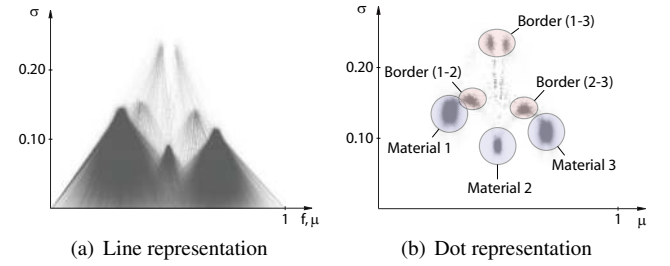 σ
0.20
0.10
1
f, μ
(a) Line representation
σ
0.20
0.10
Border (1-3)
Border (1-2)
Border (2-3)
Material 1
Material 2
Material 3
1
μ
(b) Dot representation